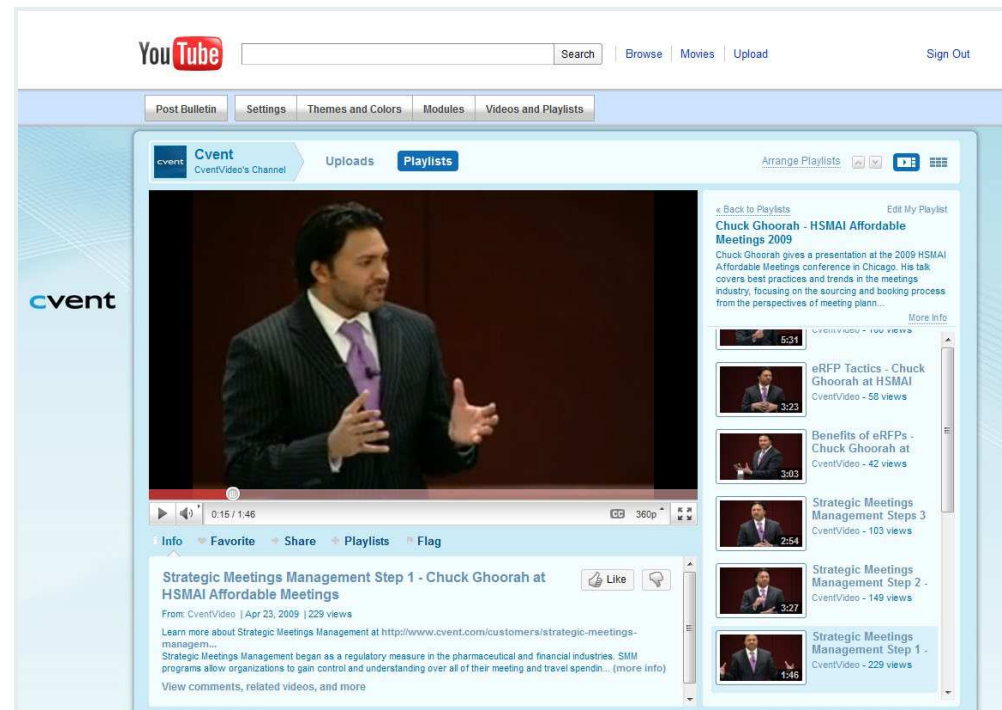 You Tube
Search
Browse
Movies
Upload
Sign Out
Post Bulletin
Settings
Themes and Colors
Modules
Videos and Playlists
cvent
Cvent
CventVideo's Channel
Uploads
Playlists
Arrange Playlists
cvent
« Back to Playlists
Edit My Playlist
Chuck Ghoorah - HSMAI Affordable
Meetings 2009
Chuck Ghoorah gives a presentation at the 2009 HSMAI
Affordable Meetings conference in Chicago. His talk
covers best practices and trends in the meetings
industry, focusing on the sourcing and booking process
from the perspectives of meeting plann...
More info
5:31
CventVideo - 160 views
3:23
eRFP Tactics - Chuck
Ghoorah at HSMAI
CventVideo - 58 views
3:03
Benefits of eRFPs -
Chuck Ghoorah at
CventVideo - 42 views
2:54
Strategic Meetings
Management Steps 3
CventVideo - 103 views
3:27
Strategic Meetings
Management Step 2 -
CventVideo - 149 views
1:46
Strategic Meetings
Management Step 1 -
CventVideo - 229 views
0:15 / 1:46
CC
360p
Info
Favorite
Share
Playlists
Flag
Strategic Meetings Management Step 1 - Chuck Ghoorah at
HSMAI Affordable Meetings
Like
From: CventVideo | Apr 23, 2009 | 229 views
Learn more about Strategic Meetings Management at http://www.cvent.com/customers/strategic-meetings-
managem...
Strategic Meetings Management began as a regulatory measure in the pharmaceutical and financial industries. SMM
programs allow organizations to gain control and understanding over all of their meeting and travel spendin... (more info)
View comments, related videos, and more